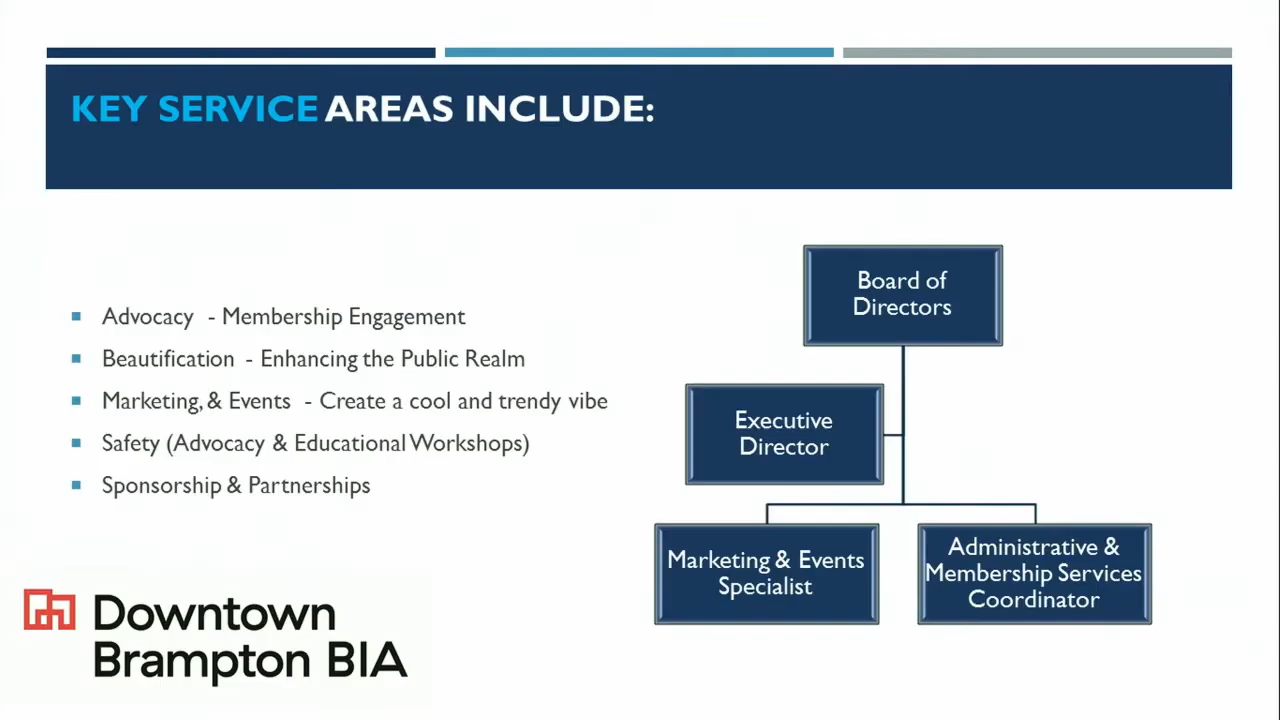 KEY SERVICE AREAS INCLUDE:
Advocacy - Membership Engagement
Beautification - Enhancing the Public Realm
Marketing, & Events - Create a cool and trendy vibe
Safety (Advocacy & Educational Workshops)
Sponsorship & Partnerships
Board of
Directors
Executive
Director
Marketing & Events
Specialist
Administrative &
Membership Services
Coordinator
Downtown
Brampton BIA